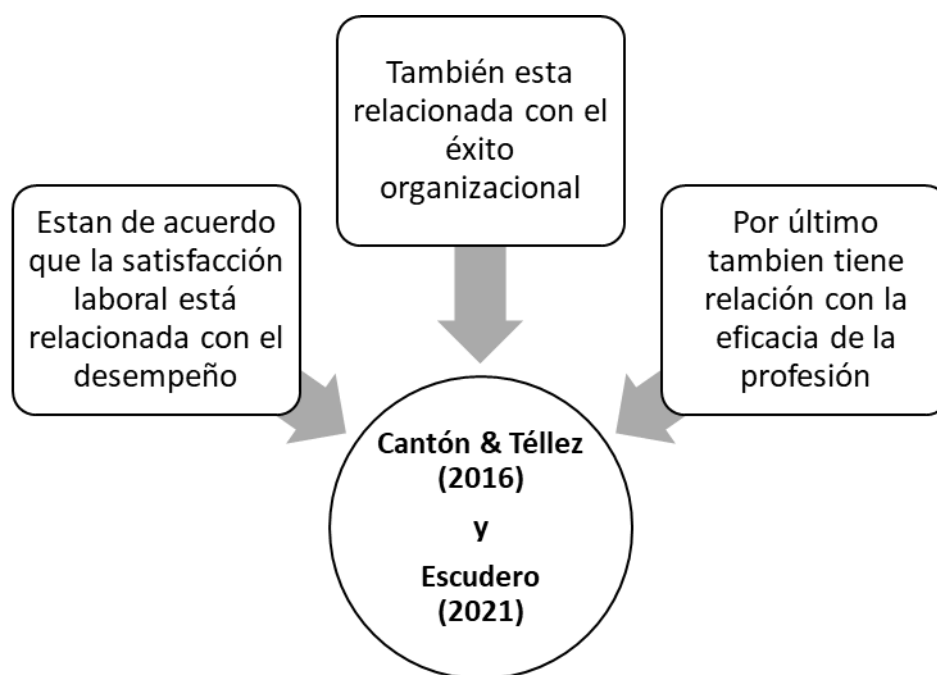 Estan de acuerdo
que la satisfacción
laboral está
relacionada con el
desempeño
También esta
relacionada con el
éxito
organizacional
Por último
tambien tiene
relación con la
eficacia de la
profesión
Cantón & Téllez
(2016)
y
Escudero
(2021)